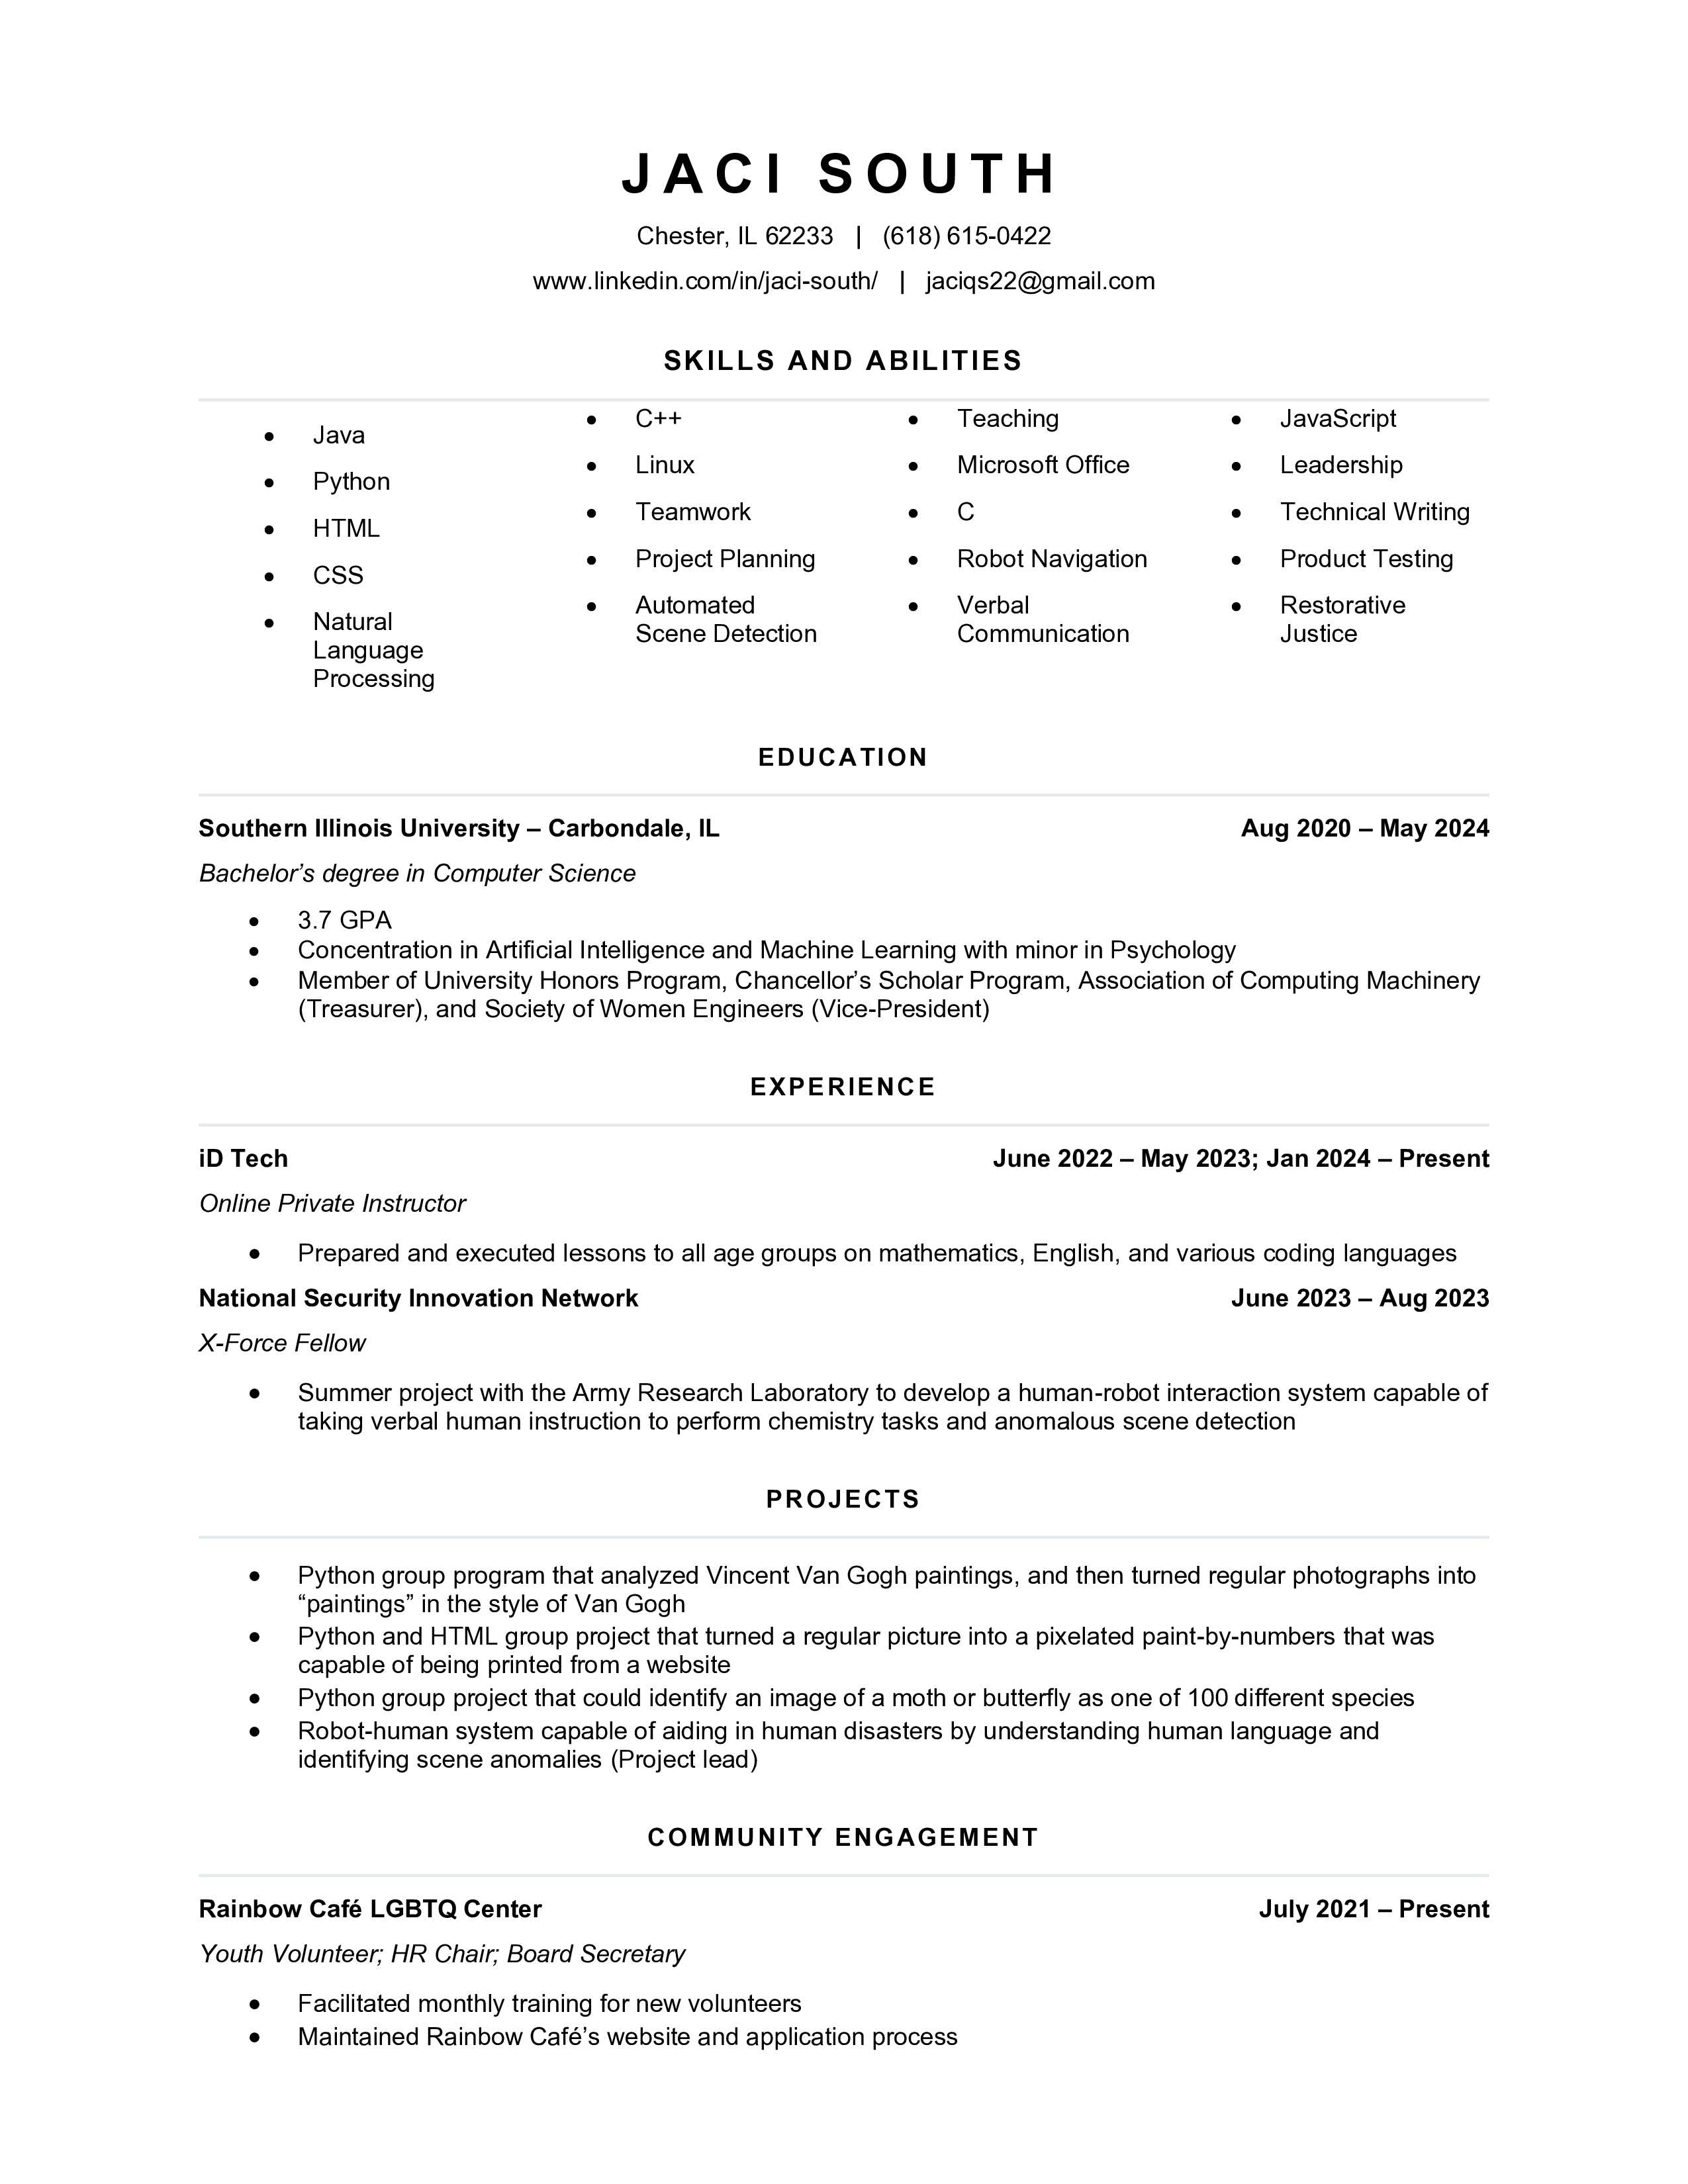 JACI SOUTH
Chester, IL 62233 | (618) 615-0422
www.linkedin.com/in/jaci-south/ | jaciqs22@gmail.com
SKILLS AND ABILITIES
• Java
• Python
• HTML
• CSS
• Natural
Language
Processing
• C++
• Linux
• Teamwork
• Project Planning
• Automated
Scene Detection
• Teaching
• Microsoft Office
• C
• Robot Navigation
• Verbal
Communication
• JavaScript
• Leadership
• Technical Writing
• Product Testing
• Restorative
Justice
EDUCATION
Southern Illinois University – Carbondale, IL Aug 2020 – May 2024
Bachelor’s degree in Computer Science
• 3.7 GPA
• Concentration in Artificial Intelligence and Machine Learning with minor in Psychology
• Member of University Honors Program, Chancellor’s Scholar Program, Association of Computing Machinery
(Treasurer), and Society of Women Engineers (Vice-President)
EXPERIENCE
iD Tech June 2022 – May 2023; Jan 2024 – Present
Online Private Instructor
• Prepared and executed lessons to all age groups on mathematics, English, and various coding languages
National Security Innovation Network June 2023 – Aug 2023
X-Force Fellow
• Summer project with the Army Research Laboratory to develop a human-robot interaction system capable of
taking verbal human instruction to perform chemistry tasks and anomalous scene detection
PROJECTS
• Python group program that analyzed Vincent Van Gogh paintings, and then turned regular photographs into
“paintings” in the style of Van Gogh
• Python and HTML group project that turned a regular picture into a pixelated paint-by-numbers that was
capable of being printed from a website
• Python group project that could identify an image of a moth or butterfly as one of 100 different species
• Robot-human system capable of aiding in human disasters by understanding human language and
identifying scene anomalies (Project lead)
COMMUNITY ENGAGEMENT
Rainbow Café LGBTQ Center July 2021 – Present
Youth Volunteer; HR Chair; Board Secretary
• Facilitated monthly training for new volunteers
• Maintained Rainbow Café’s website and application process